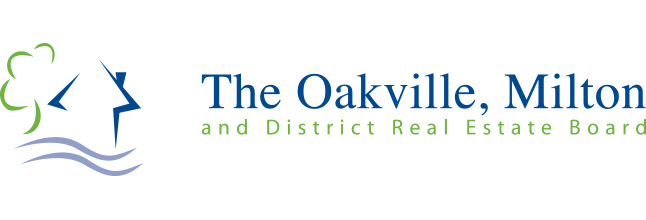 The Oakville, Milton
and District Real Estate Board